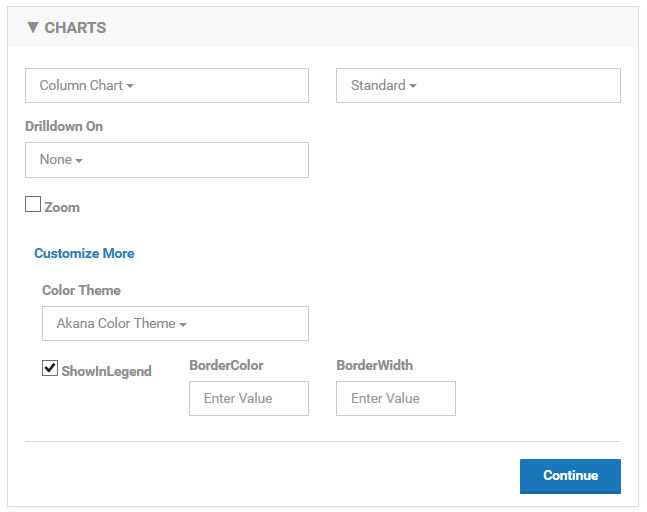 CHARTS
Column Chart
Standard
Drilldown On
None
Zoom
Customize More
Color Theme
Akana Color Theme
ShowInLegend
BorderColor
BorderWidth
Enter Value
Enter Value
Continue